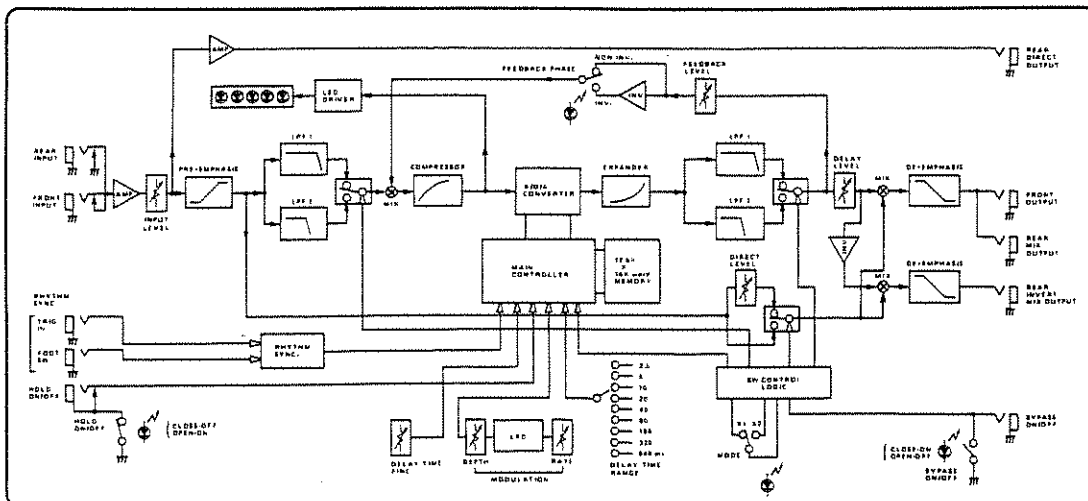 AMP
REAR
DIRECT
OUTPUT
FEEDBACK PHASE
NON INV.
INV.
INV
FEEDBACK
LEVEL
LED
DRIVER
REAR
INPUT
FRONT
INPUT
AMP
INPUT
LEVEL
PRE-EMPHASIS
LPF 1
LPF 2
MIX
COMPRESSOR
CONVERTER
EXPANDER
LPF 1
LPF 2
DELAY
LEVEL
MIX
DE-EMPHASIS
FRONT
OUTPUT
REAR
MIX
OUTPUT
INV
MIX
DE-EMPHASIS
REAR
INVERT
MIX OUTPUT
MAIN
CONTROLLER
MEMORY
DIRECT
LEVEL
RHYTHM
SYNC
TRIG
IN
FOOT
SW
RHYTHM
SYNC.
HOLD
ON/OFF
HOLD
ON/OFF
CLOSE-OFF
OPEN-ON
DELAY TIME
FINE
DEPTH
LFO
RATE
MODULATION
DELAY TIME
RANGE
SW CONTROL
LOGIC
X1 X2
MODE
CLOSE-ON
OPEN-OFF
BYPASS
ON/OFF
BYPASS
ON/OFF